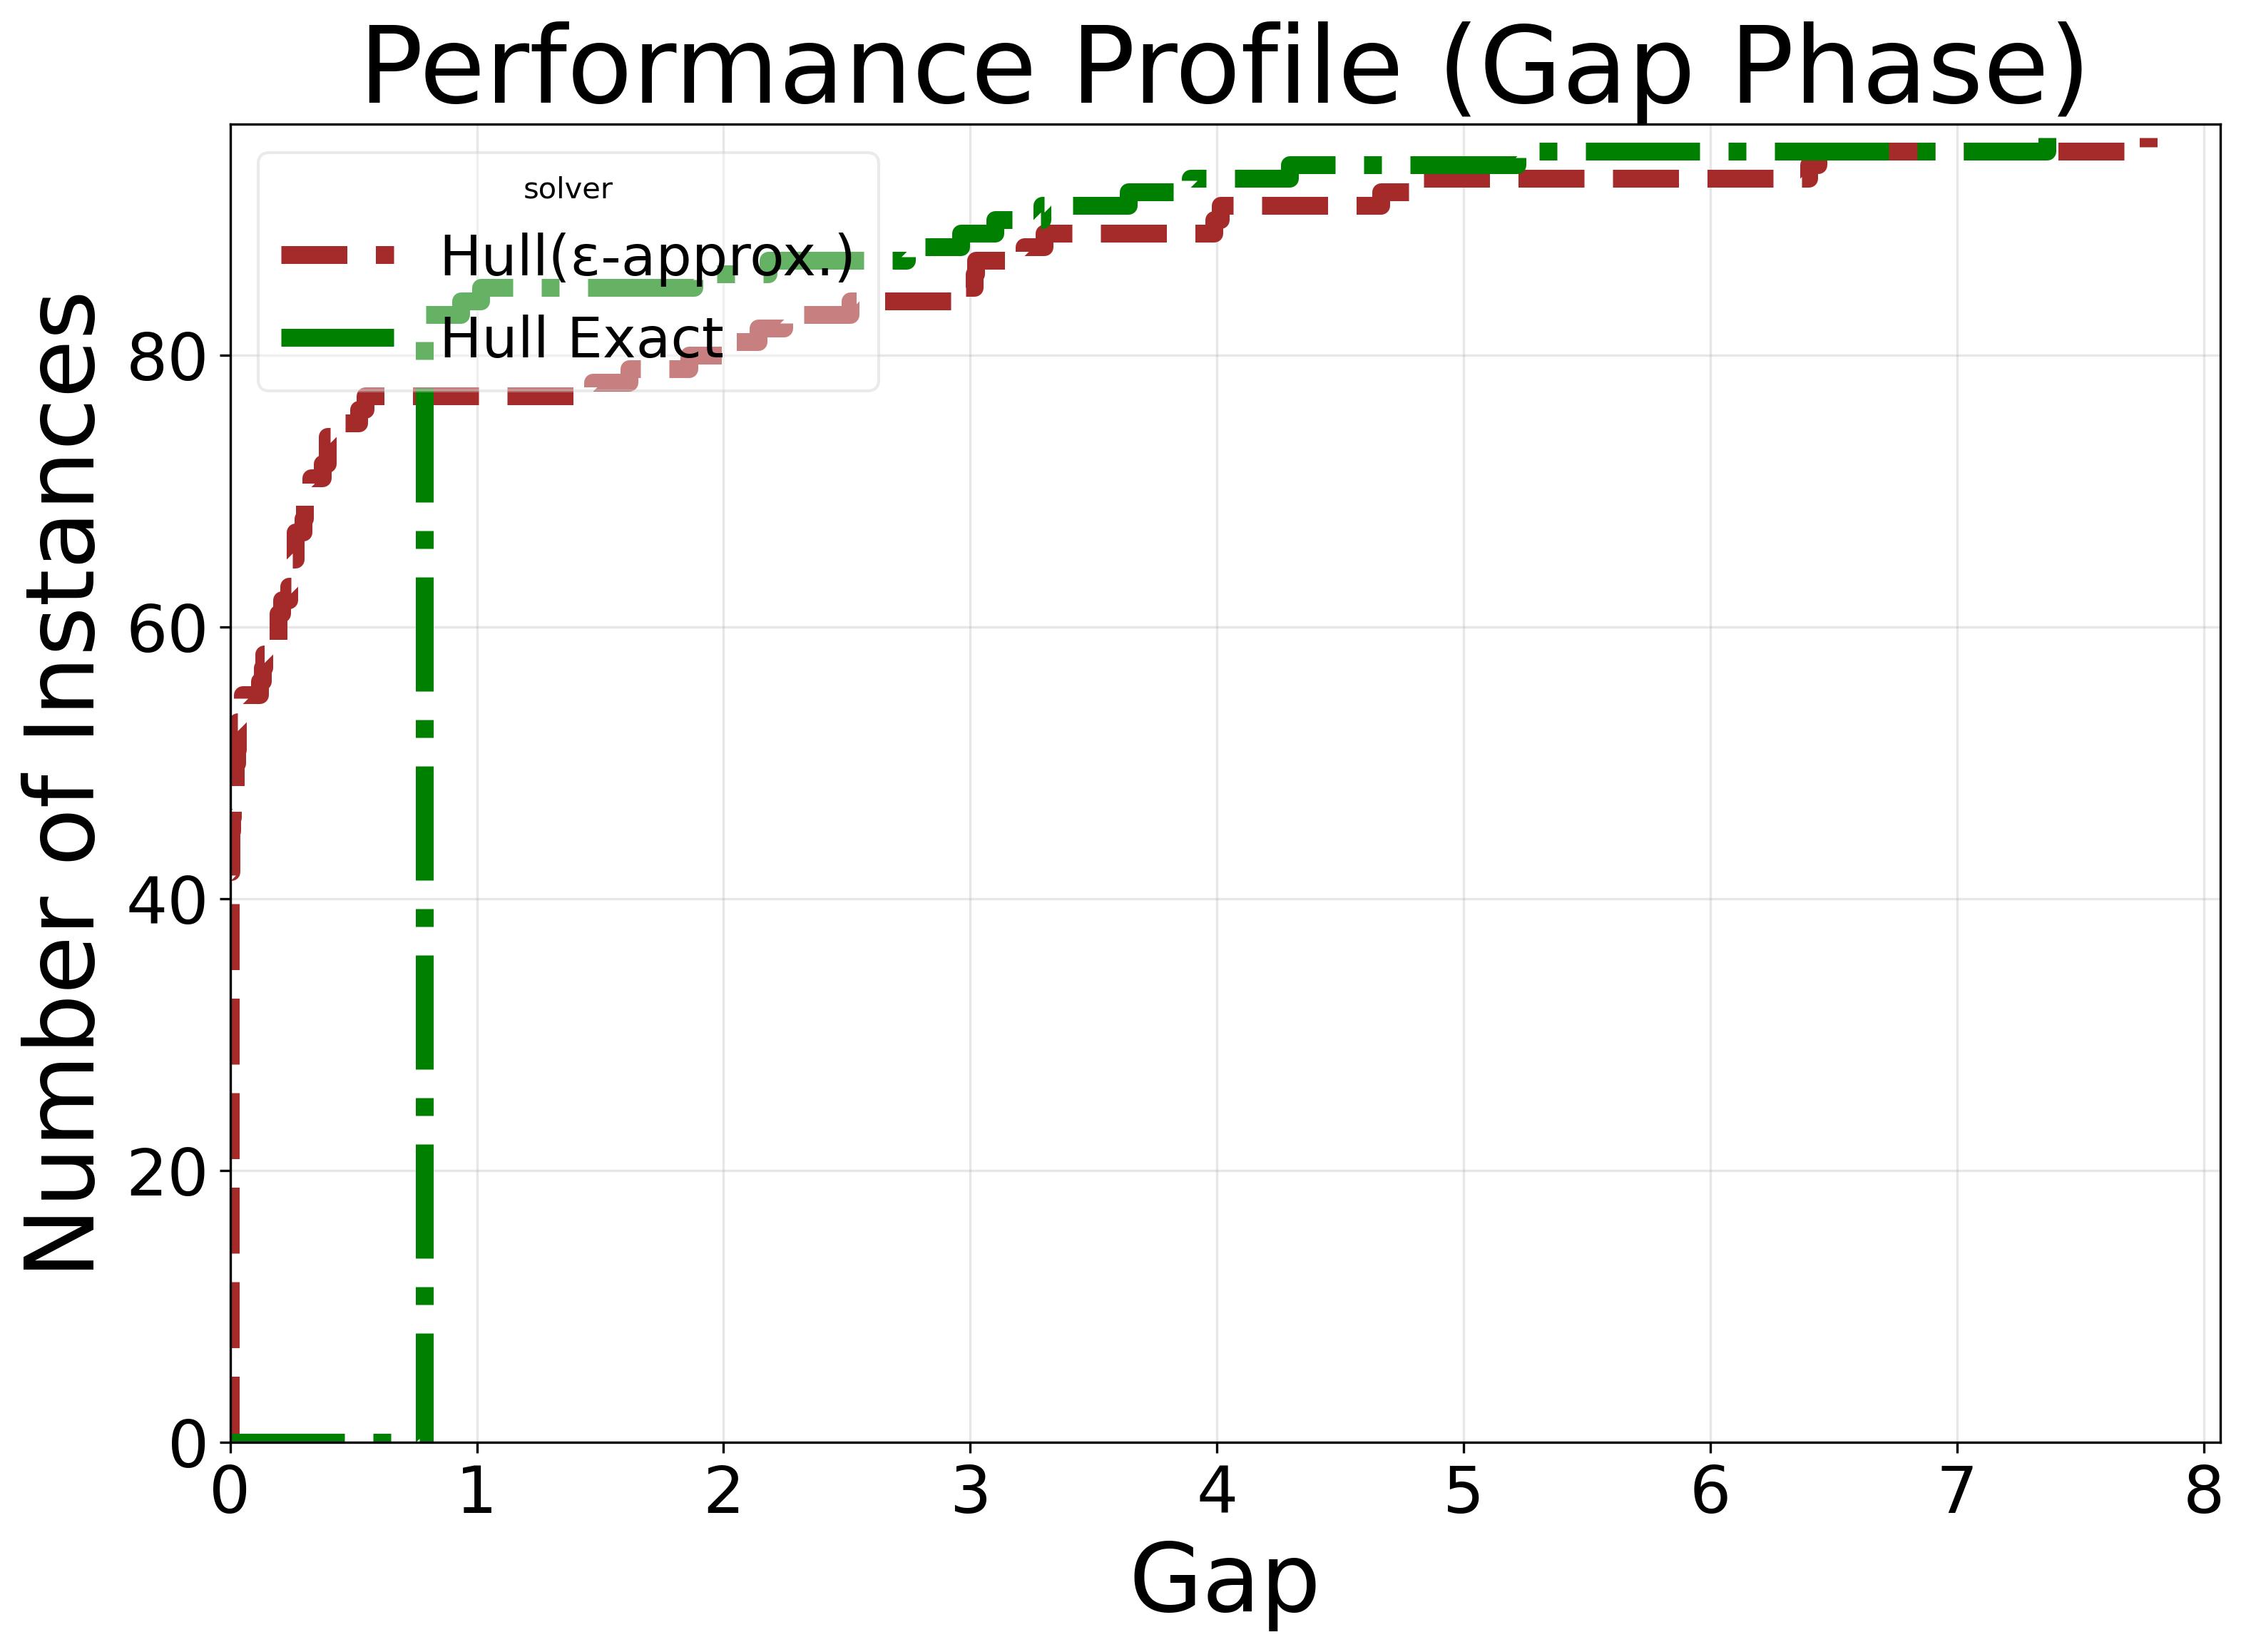 Performance Profile (Gap Phase)
solver
Hull(ε-approx.)
Hull Exact
Number of Instances
80
60
40
20
0
0 1 2 3 4 5 6 7 8
Gap